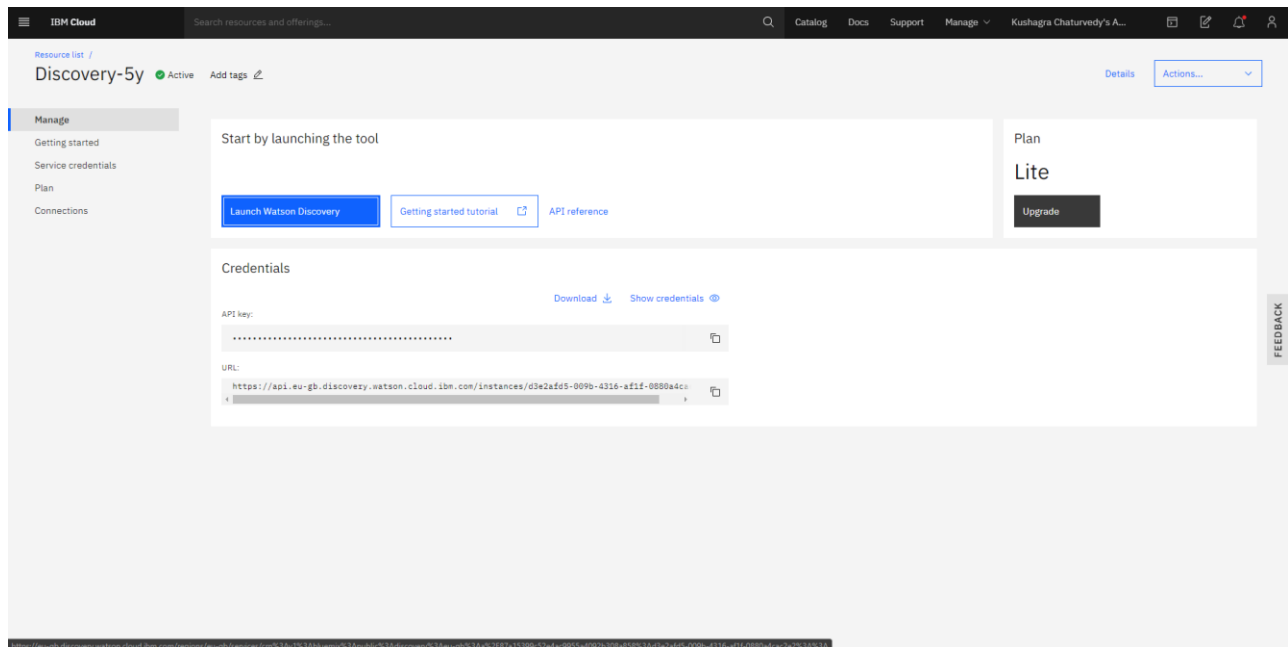 IBM Cloud
Search resources and offerings...
Catalog
Docs
Support
Manage
Kushagra Chaturvedy's A...
Resource list /
Discovery-5y
Active
Add tags
Details
Actions...
Manage
Getting started
Service credentials
Plan
Connections
Start by launching the tool
Launch Watson Discovery
Getting started tutorial
API reference
Plan
Lite
Upgrade
Credentials
Download
Show credentials
API key:
............................................
URL:
https://api.eu-gb.discovery.watson.cloud.ibm.com/instances/d3e2afd5-009b-4316-af1f-0880a4ca
FEEDBACK